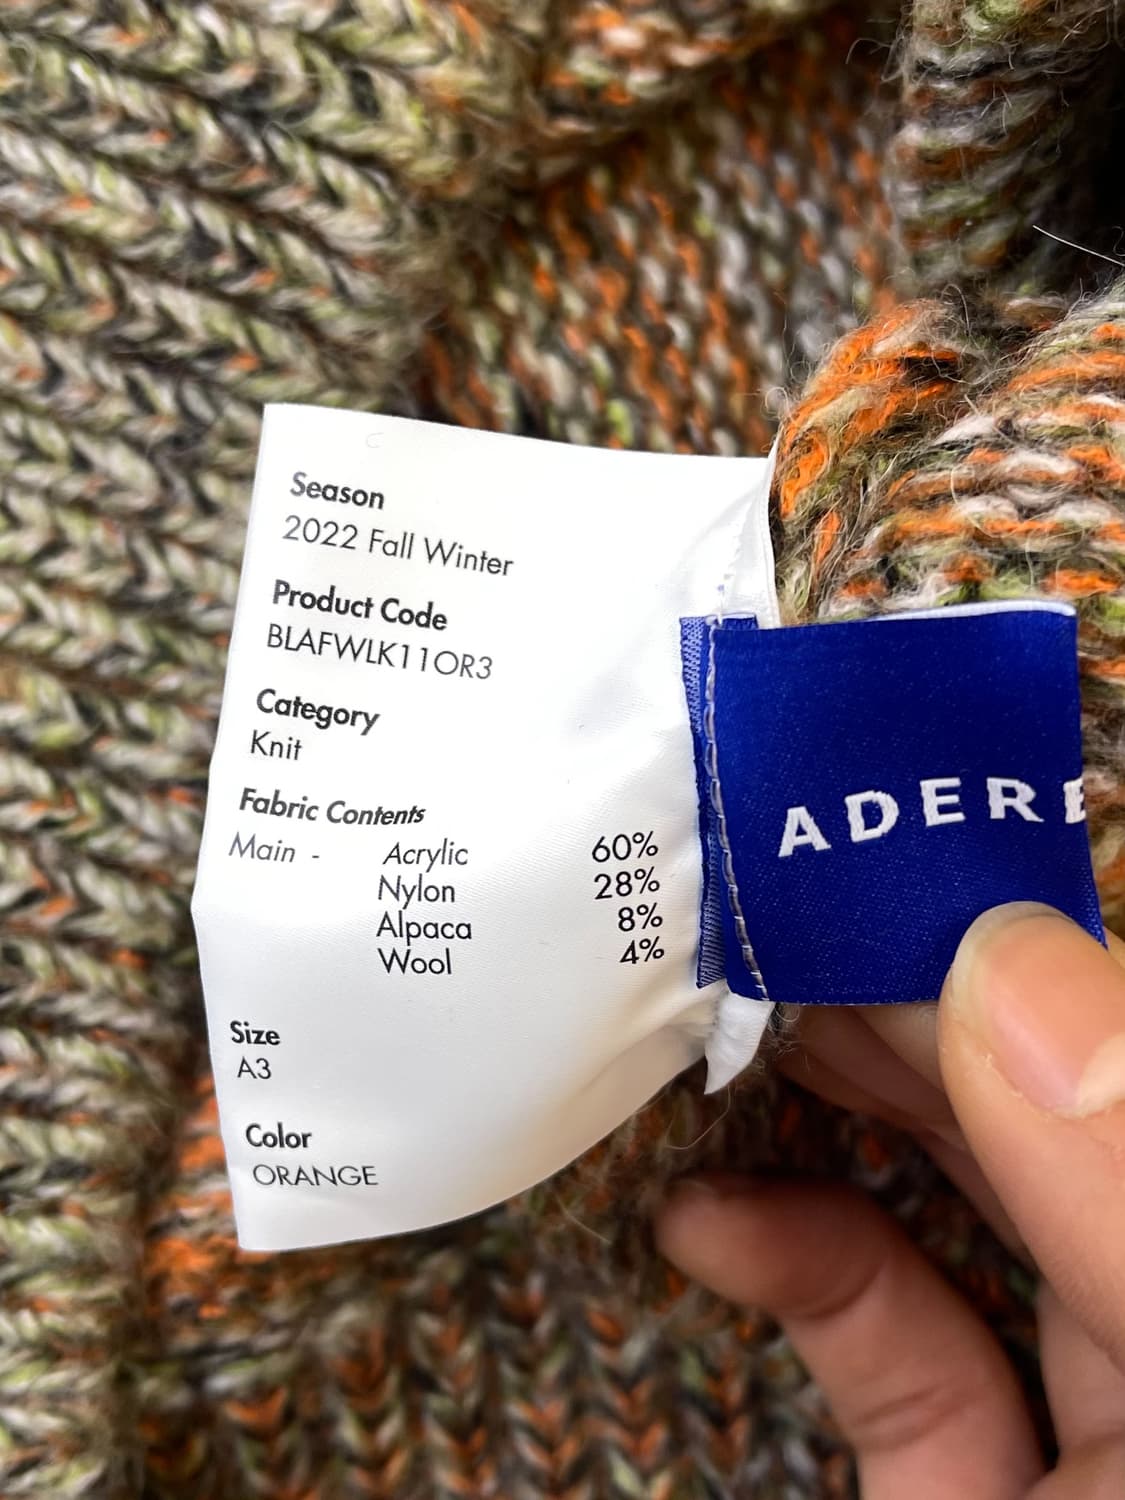 Season
2022 Fall Winter
Product Code
BLAFWLK11OR3
Category
Knit
Fabric Contents
Main - Acrylic 60%
Nylon 28%
Alpaca 8%
Wool 4%
Size
A3
Color
ORANGE
ADERE